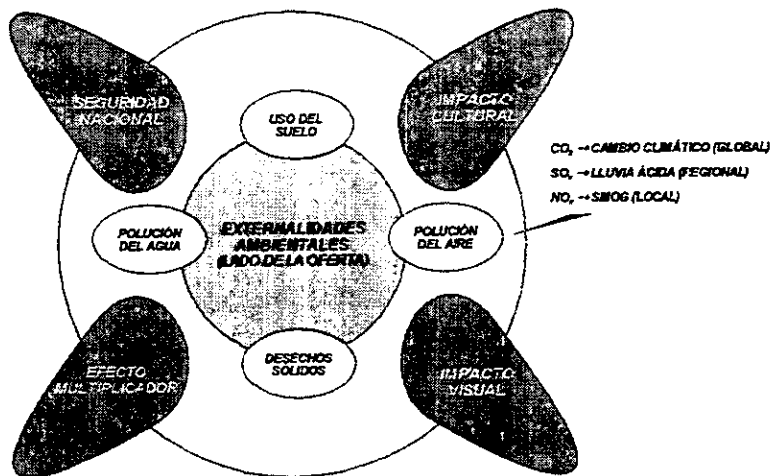 SEGURIDAD
NACIONAL
IMPACTO
CULTURAL
USO DEL
SUELO
CO₂ → CAMBIO CLIMÁTICO (GLOBAL)
SOₓ → LLUVIA ÁCIDA (REGIONAL)
NOₓ → SMOG (LOCAL)
POLUCIÓN
DEL AGUA
EXTERNALIDADES
AMBIENTALES
(LADO DE LA OFERTA)
POLUCIÓN
DEL AIRE
DESECHOS
SOLIDOS
EFECTO
MULTIPLICADOR
IMPACTO
VISUAL